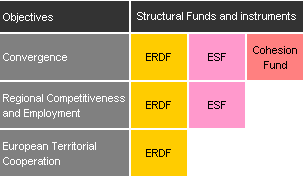 Objectives
Structural Funds and instruments
Convergence
ERDF
ESF
Cohesion
Fund
Regional Competitiveness
and Employment
ERDF
ESF
European Territorial
Cooperation
ERDF